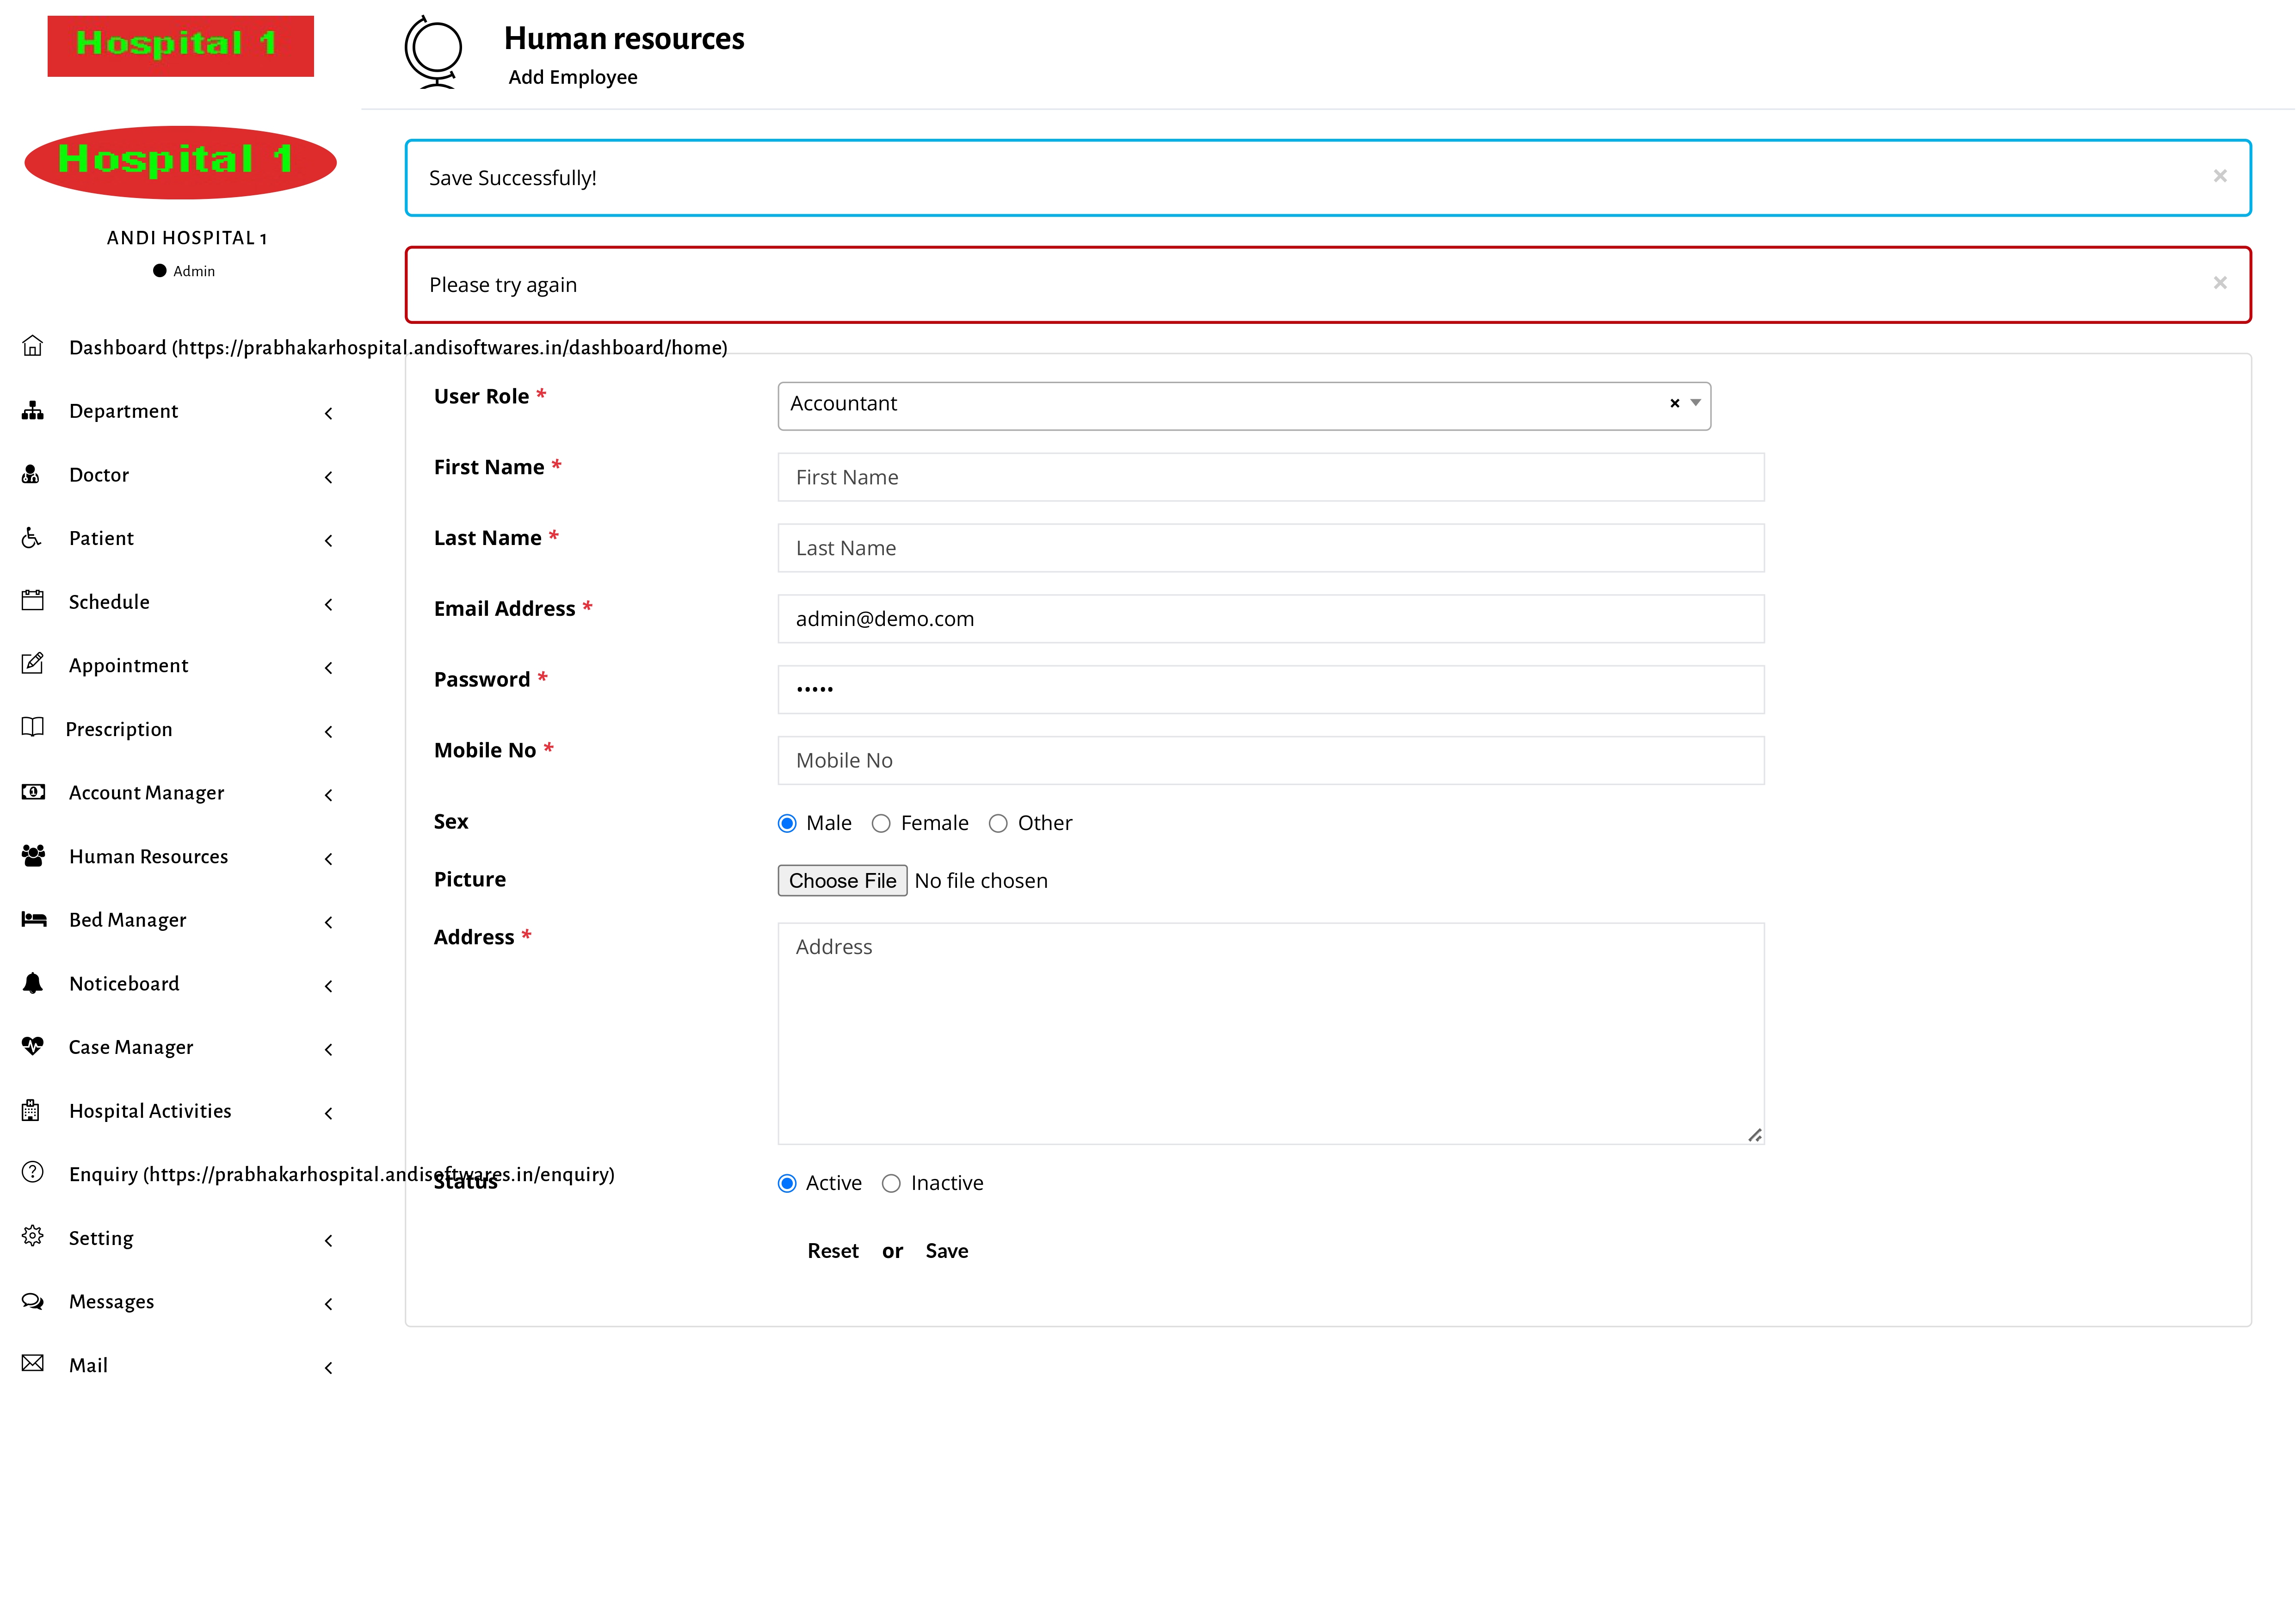 Hospital 1
Hospital 1
ANDI HOSPITAL 1
Admin
Dashboard (https://prabhakarhospital.andisoftwares.in/dashboard/home)
Department
Doctor
Patient
Schedule
Appointment
Prescription
Account Manager
Human Resources
Bed Manager
Noticeboard
Case Manager
Hospital Activities
Enquiry (https://prabhakarhospital.andisoftwares.in/enquiry)
Setting
Messages
Mail
Human resources
Add Employee
Save Successfully! ×
Please try again ×
User Role * Accountant ×
First Name * First Name
Last Name * Last Name
Email Address * admin@demo.com
Password * •••••
Mobile No * Mobile No
Sex Male Female Other
Picture Choose File No file chosen
Address * Address
Status Active Inactive
Reset or Save